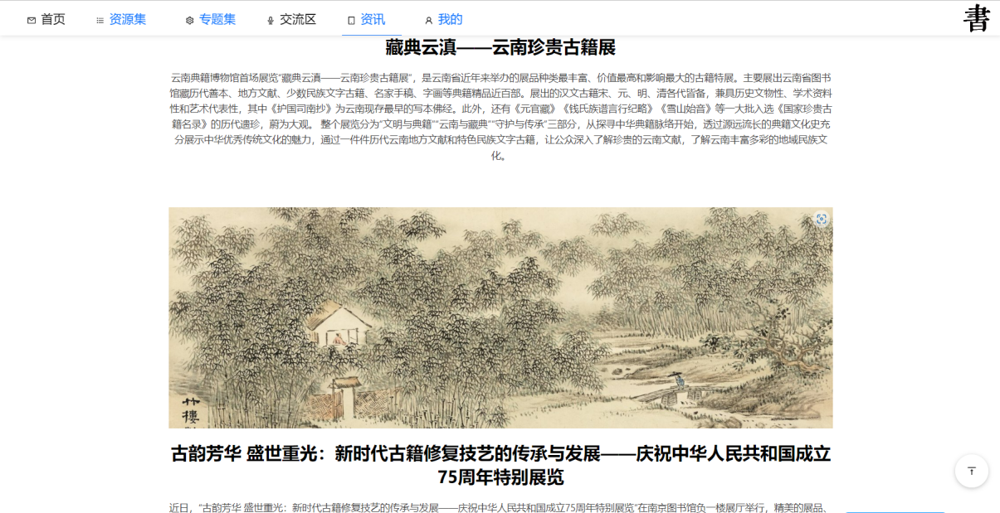 首页 资源集 专题集 交流区 资讯 我的 書
藏典云滇——云南珍贵古籍展
云南典籍博物馆首场展览“藏典云滇——云南珍贵古籍展”，是云南省近年来举办的展品种类最丰富、价值最高和影响最大的古籍特展。主要展出云南省图书
馆藏历代善本、地方文献、少数民族文字古籍、名家手稿、字画等典籍精品近百部。展出的汉文古籍宋、元、明、清各代皆备，兼具历史文物性、学术资料
性和艺术代表性，其中《护国司南抄》为云南现存最早的写本佛经。此外，还有《元官藏》《钱氏族谱言行纪略》《雪山始音》等一大批入选《国家珍贵古
籍名录》的历代遗珍，蔚为大观。 整个展览分为“文明与典籍”“云南与藏典”“守护与传承”三部分，从探寻中华典籍脉络开始，透过源远流长的典籍文化史充
分展示中华优秀传统文化的魅力，通过一件件历代云南地方文献和特色民族文字古籍，让公众深入了解珍贵的云南文献，了解云南丰富多彩的地域民族文
化。
竹
樓
古韵芳华 盛世重光：新时代古籍修复技艺的传承与发展——庆祝中华人民共和国成立
75周年特别展览
近日，“古韵芳华 盛世重光：新时代古籍修复技艺的传承与发展——庆祝中华人民共和国成立75周年特别展览”在南京图书馆负一楼展厅举行，精美的展品、